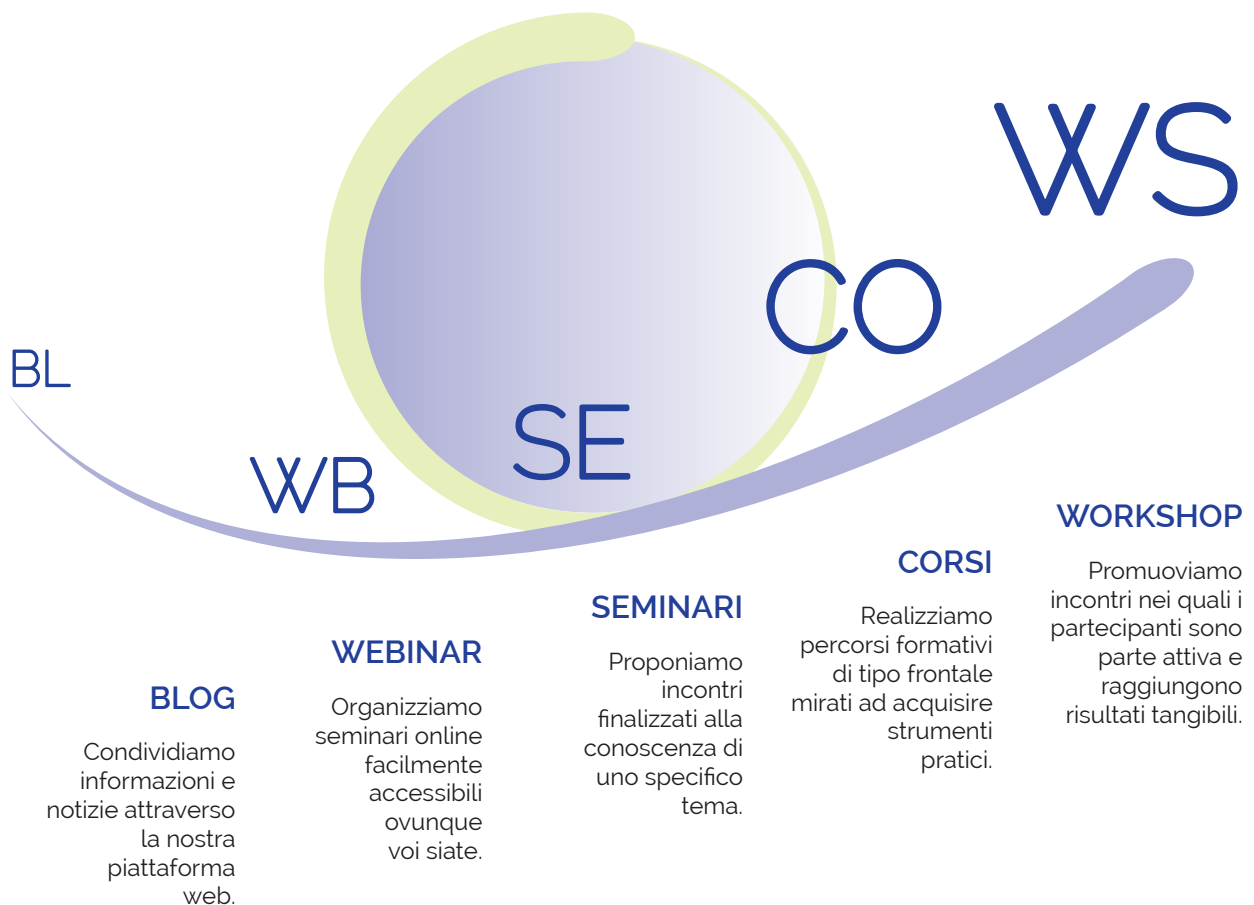 BL
WB
SE
CO
WS
BLOG
Condividiamo
informazioni e
notizie attraverso
la nostra
piattaforma
web.
WEBINAR
Organizziamo
seminari online
facilmente
accessibili
ovunque
voi siate.
SEMINARI
Proponiamo
incontri
finalizzati alla
conoscenza di
uno specifico
tema.
CORSI
Realizziamo
percorsi formativi
di tipo frontale
mirati ad acquisire
strumenti
pratici.
WORKSHOP
Promuoviamo
incontri nei quali i
partecipanti sono
parte attiva e
raggiungono
risultati tangibili.